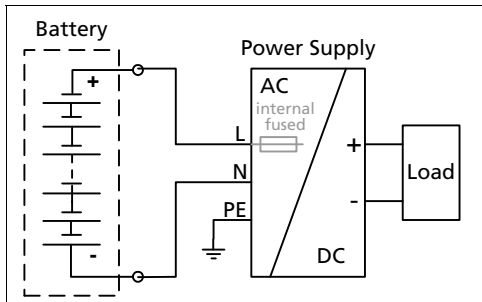 Battery
Power Supply
+
AC
internal
fused
L
N
PE
+
-
Load
-
DC